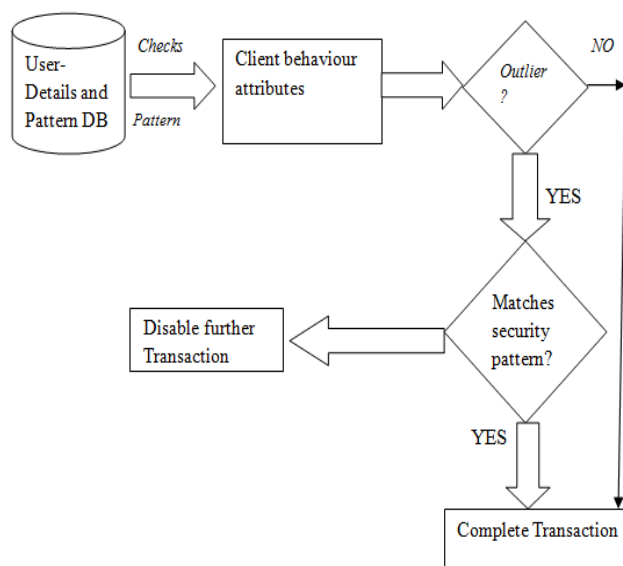 Checks
User-
Details and
Pattern DB
Pattern
Client behaviour
attributes
Outlier
?
NO
YES
Matches
security
pattern?
Disable further
Transaction
YES
Complete Transaction